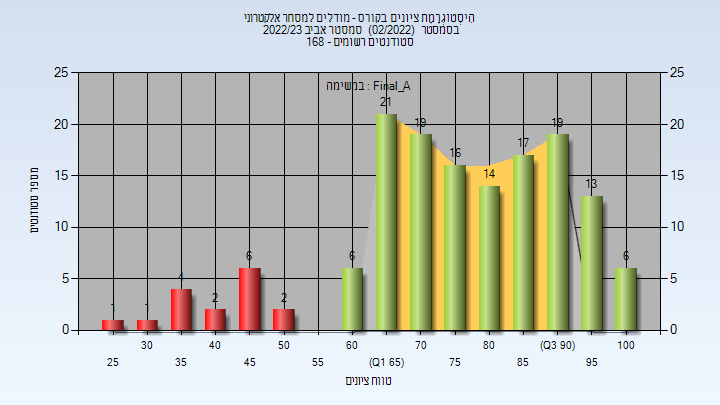 היסטוגרמת ציונים בקורס - מודלים למסחר אלקטרוני
בסמסטר (02/2022) סמסטר אביב 2022/23
סטודנטים רשומים - 168
במשימה : Final_A
25 25
20 20
15 15
10 10
5 5
0 0
מספר סטודנטים
1 1 4 2 6 2 6 21 19 16 14 17 19 13 6
30 40 50 60 70 80 (Q3 90) 100
25 35 45 55 (Q1 65) 75 85 95
טווח ציונים